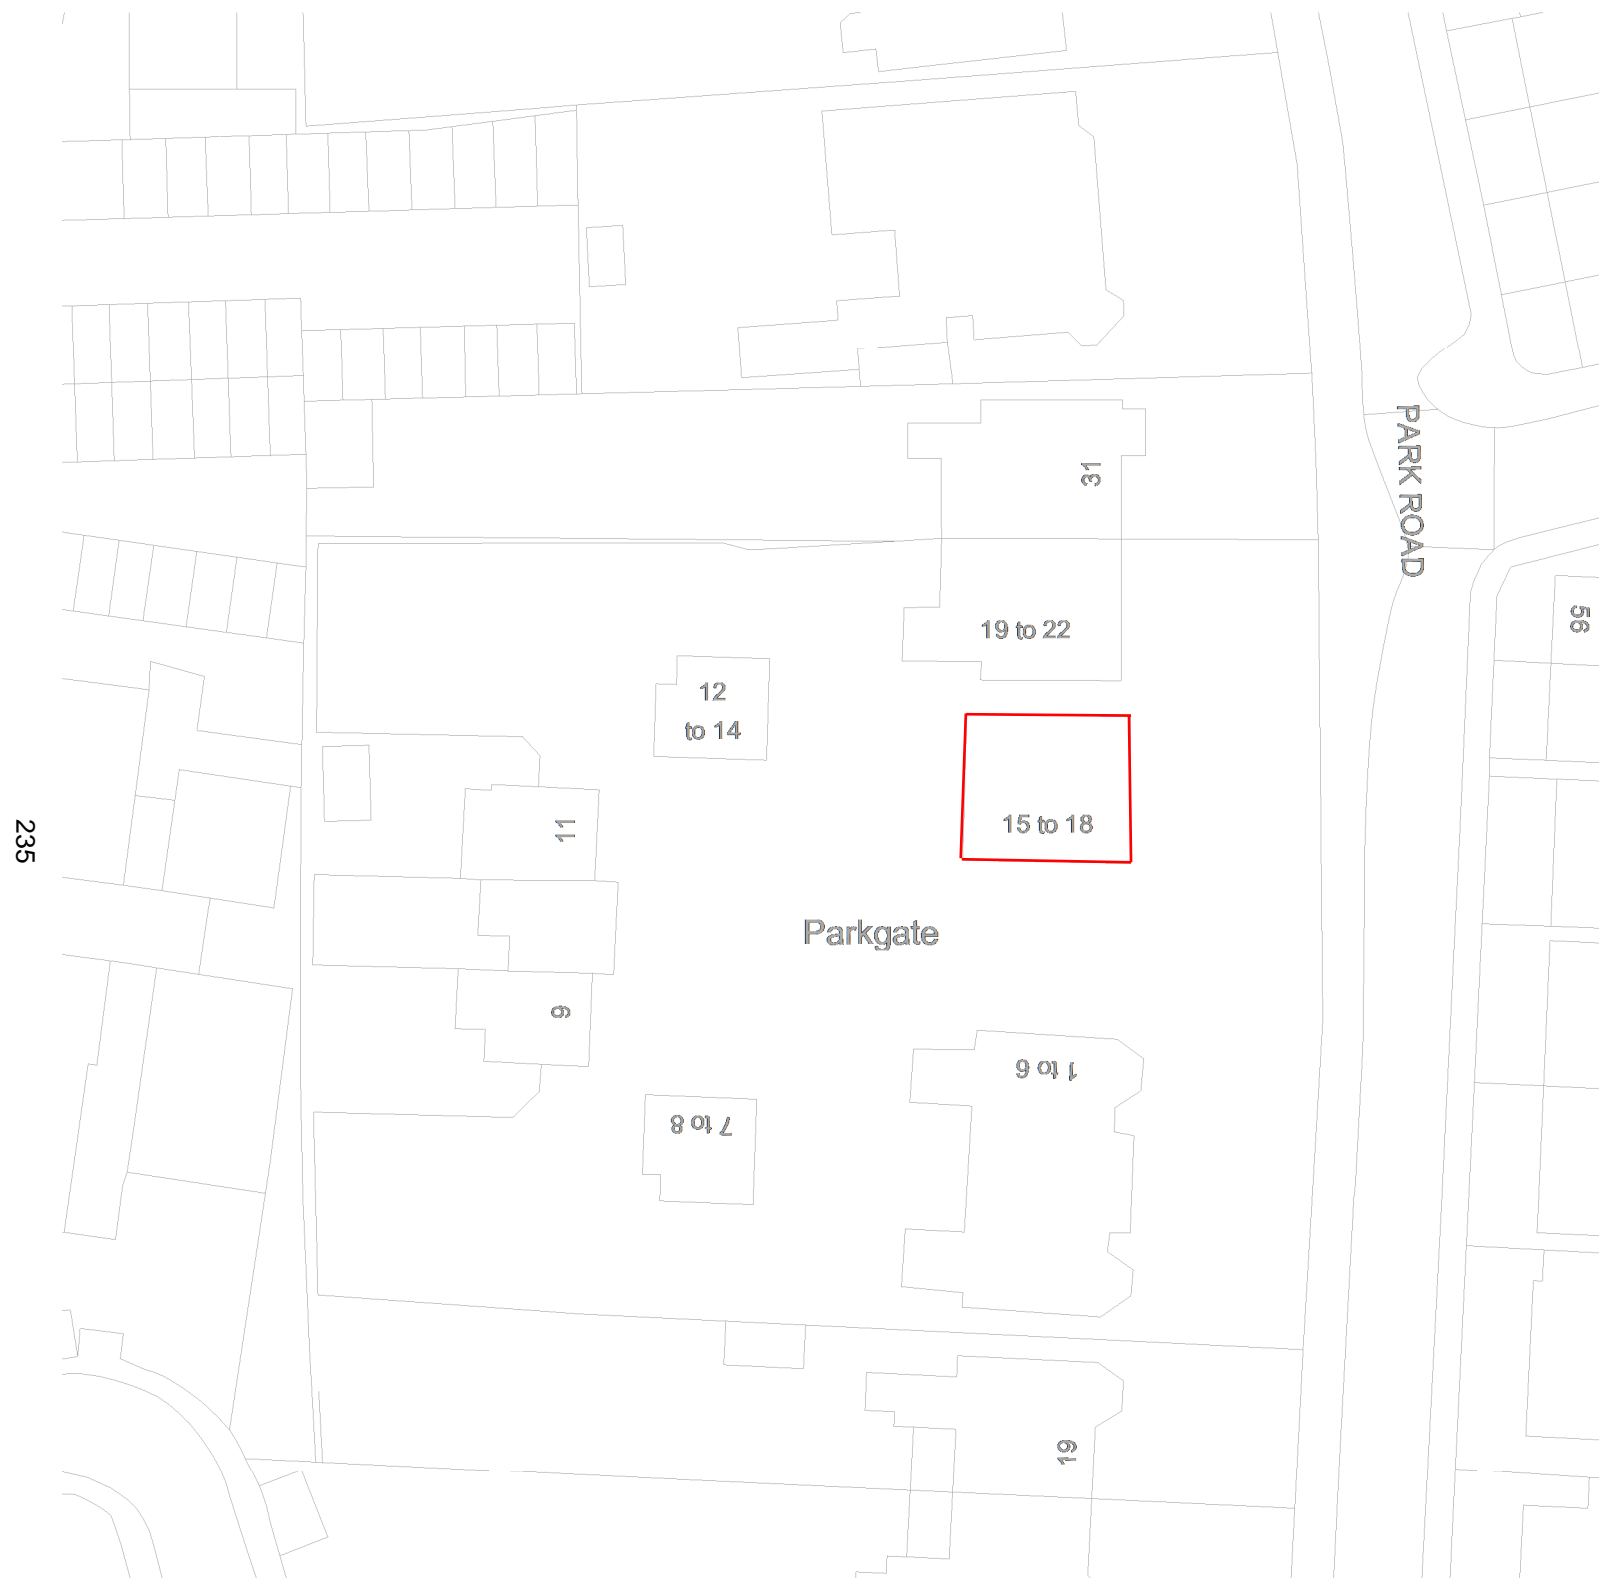 PARK ROAD
31
56
19 to 22
12
to 14
15 to 18
11
235
Parkgate
9
1 to 6
7 to 8
19